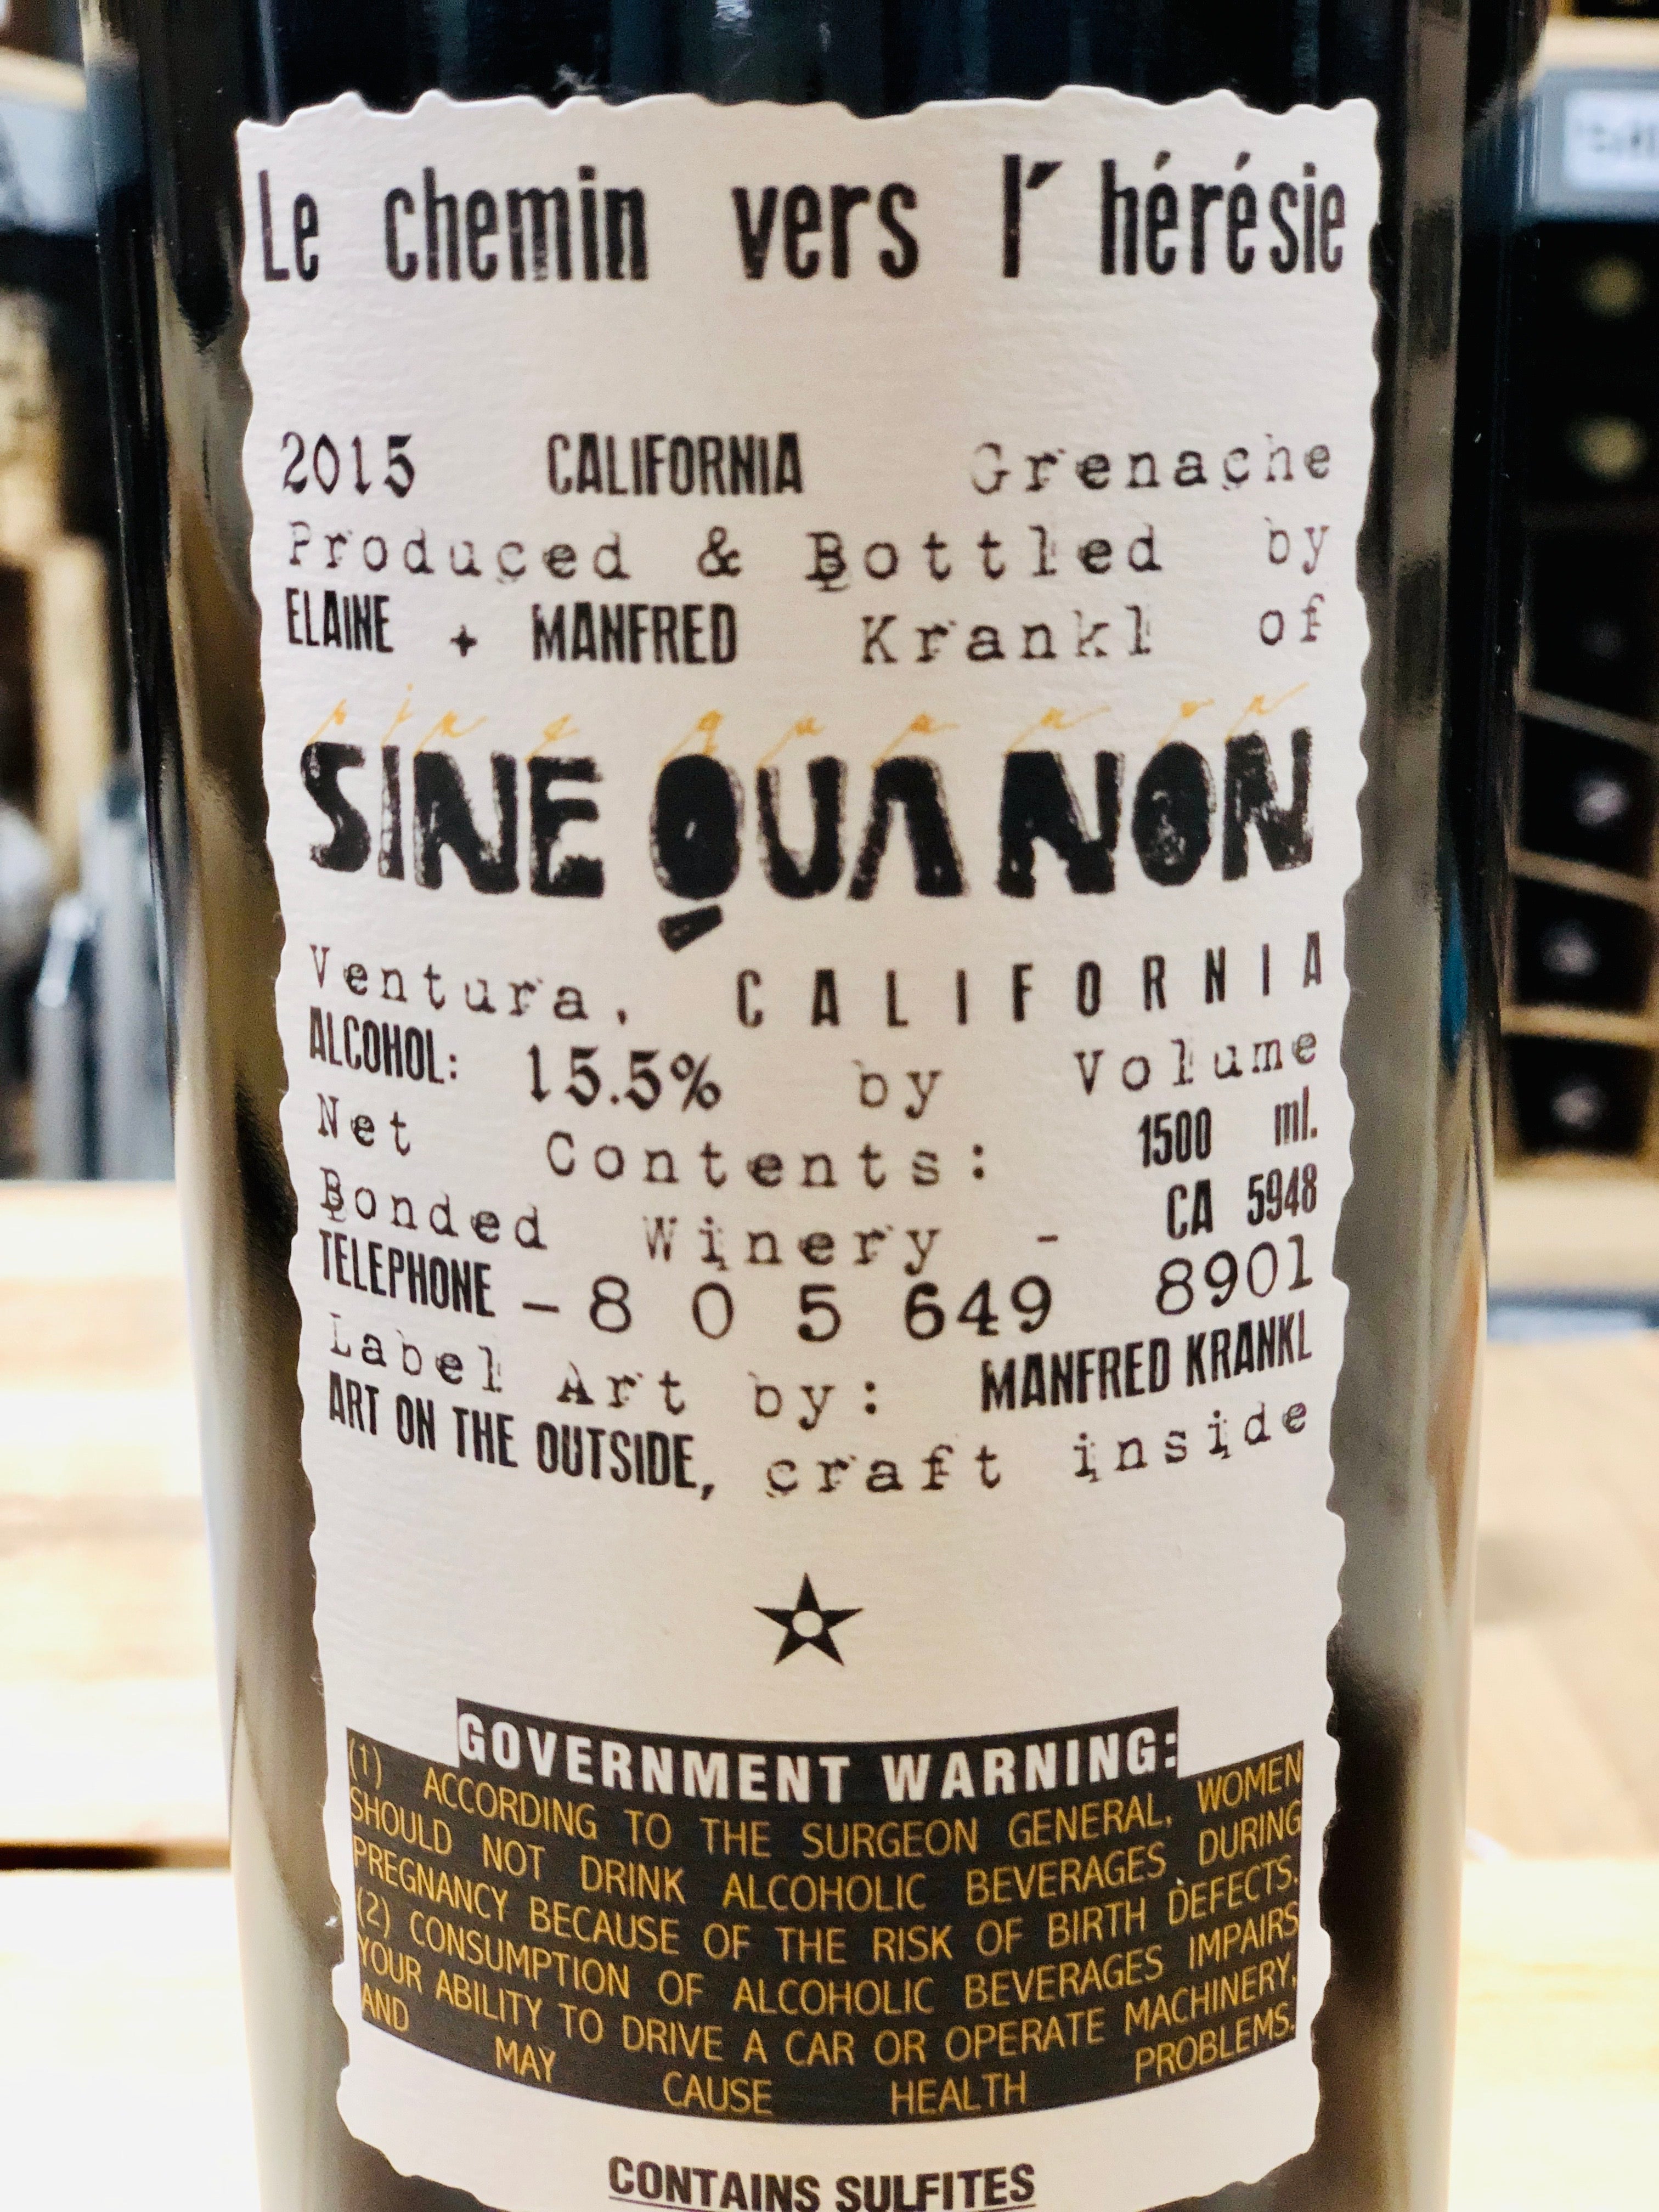 Le chemin vers l' hérésie
2015 CALIFORNIA Grenache
Produced & Bottled by
ELAINE + MANFRED Krankl of
sine qua non
SINE QUA NON
Ventura, CALIFORNIA
ALCOHOL: 15.5% by Volume
Net Contents: 1500 ml.
Bonded Winery - CA 5948
TELEPHONE - 8 0 5 649 8901
Label Art by: MANFRED KRANKL
ART ON THE OUTSIDE, craft inside
GOVERNMENT WARNING:
(1) ACCORDING TO THE SURGEON GENERAL, WOMEN
SHOULD NOT DRINK ALCOHOLIC BEVERAGES DURING
PREGNANCY BECAUSE OF THE RISK OF BIRTH DEFECTS.
(2) CONSUMPTION OF ALCOHOLIC BEVERAGES IMPAIRS
YOUR ABILITY TO DRIVE A CAR OR OPERATE MACHINERY,
AND MAY CAUSE HEALTH PROBLEMS.
CONTAINS SULFITES